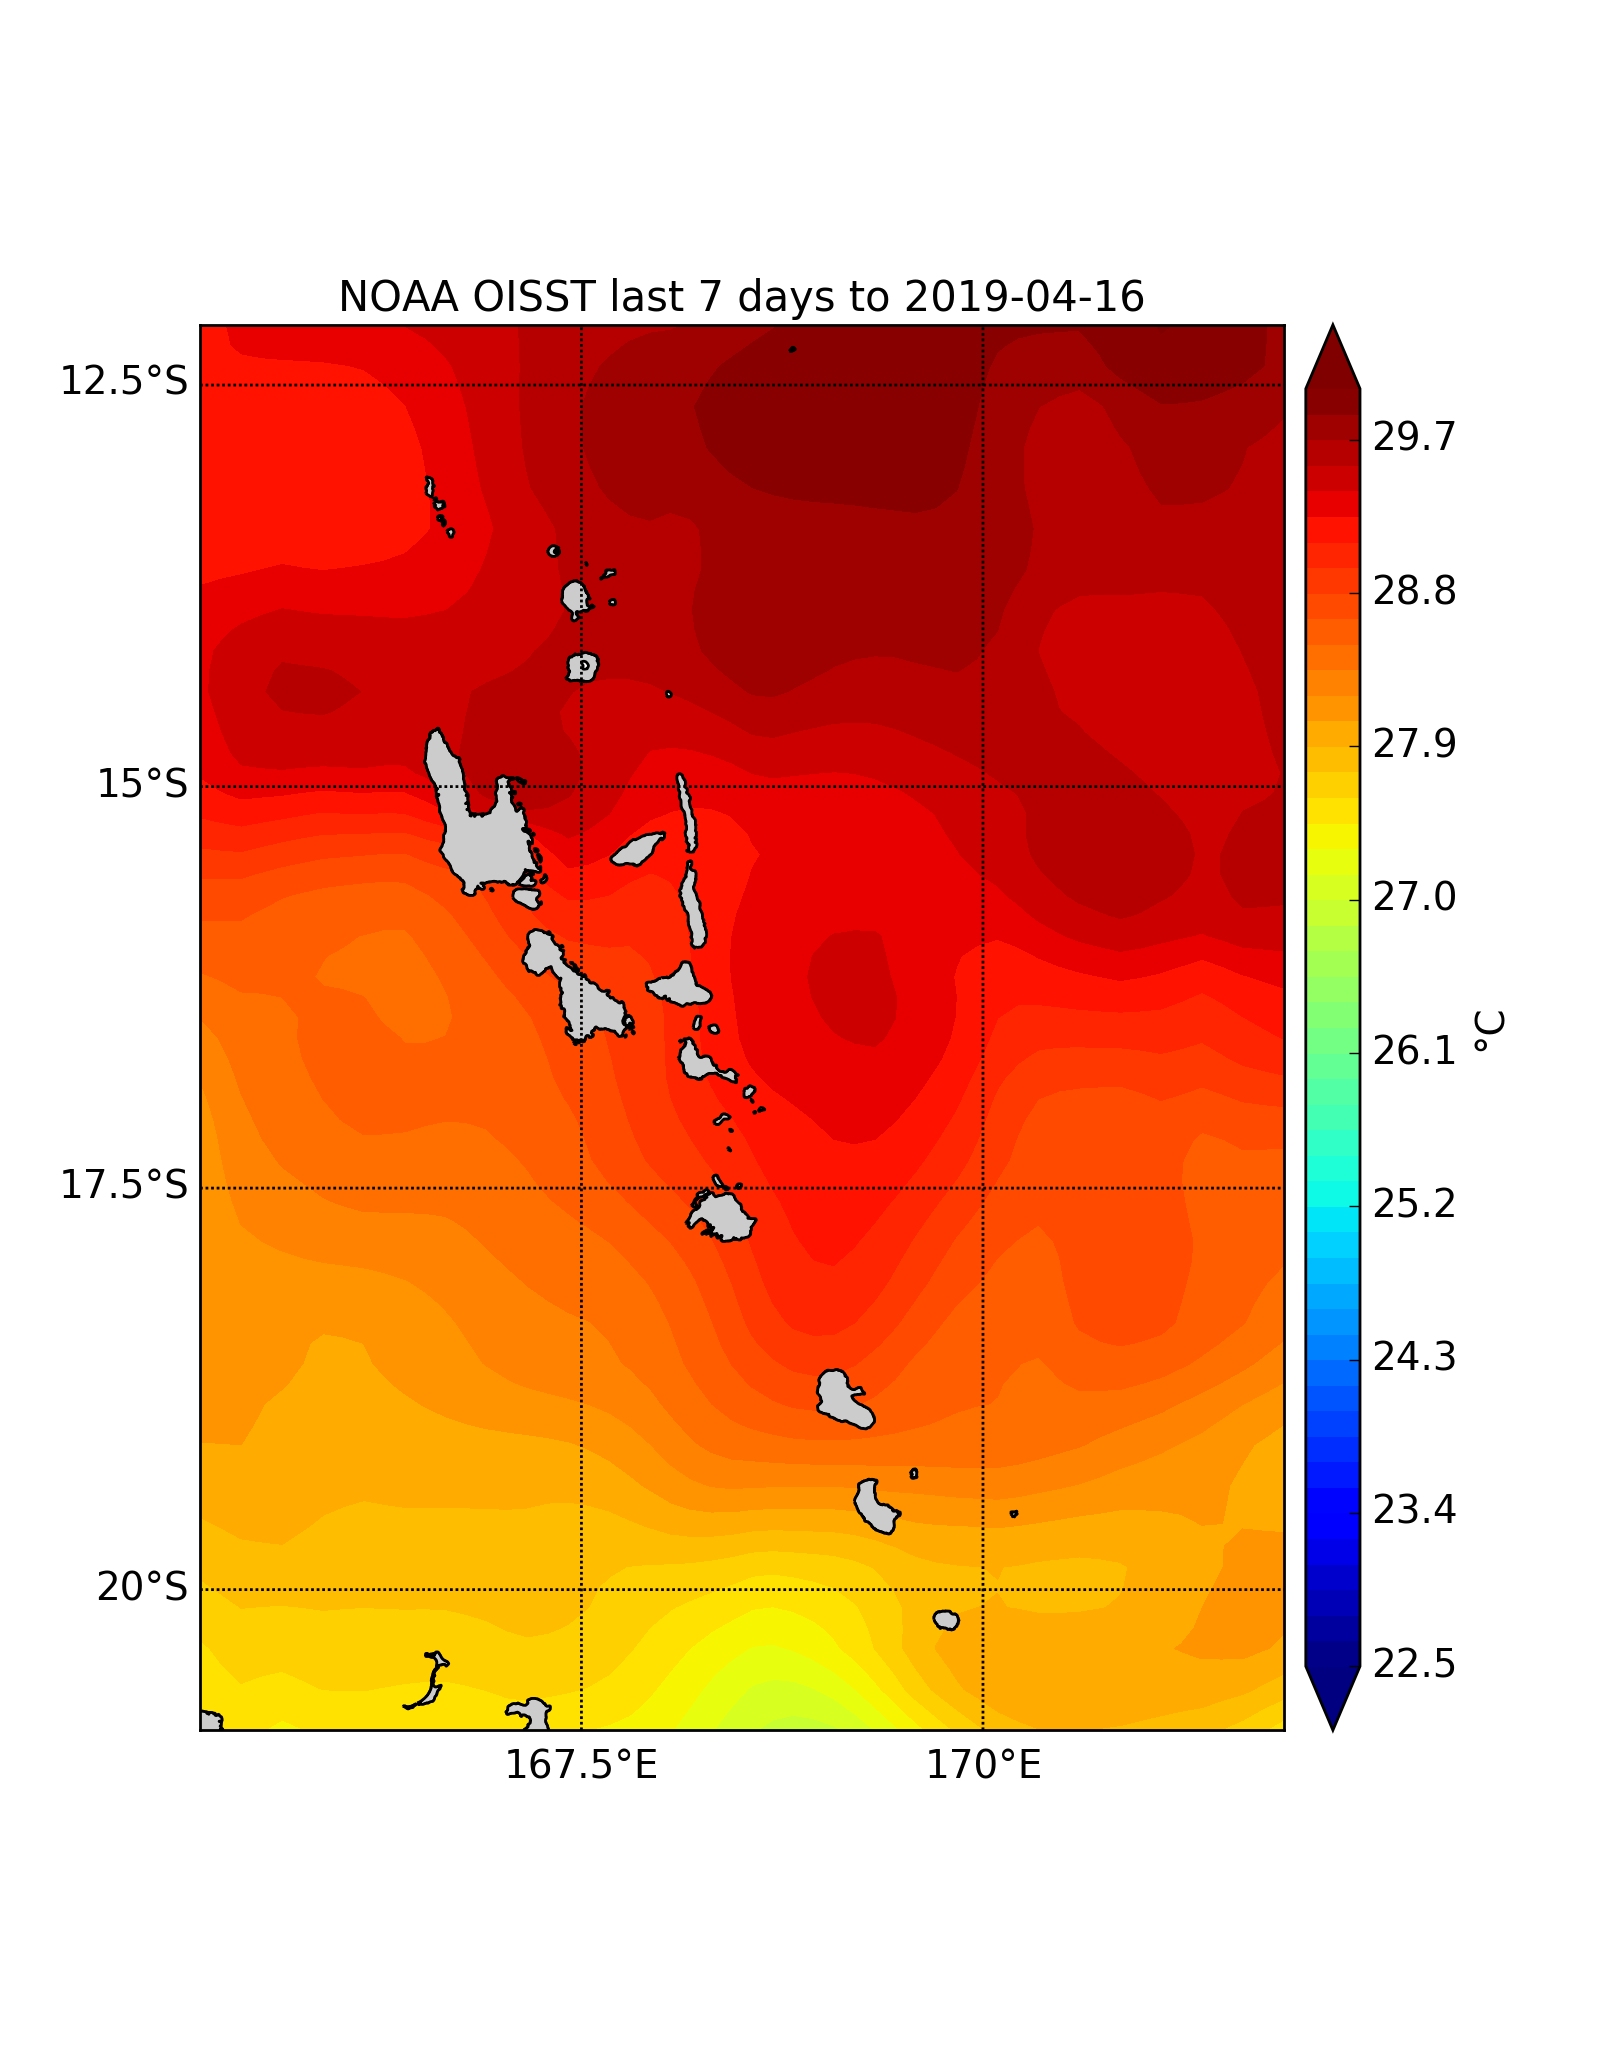 NOAA OISST last 7 days to 2019-04-16
12.5°S
15°S
17.5°S
20°S
167.5°E
170°E
29.7
28.8
27.9
27.0
26.1
25.2
24.3
23.4
22.5
°C